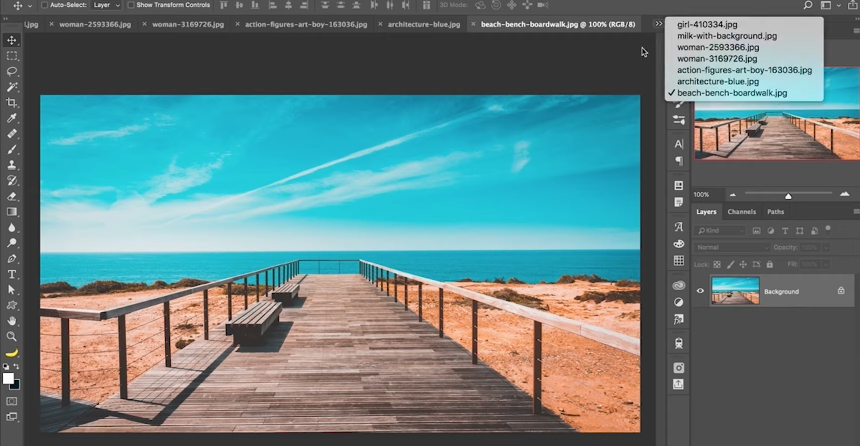 Auto-Select: Layer Show Transform Controls 3D Mode:
.jpg × woman-2593366.jpg × woman-3169726.jpg × action-figures-art-boy-163036.jpg × architecture-blue.jpg × beach-bench-boardwalk.jpg @ 100% (RGB/8)
girl-410334.jpg
milk-with-background.jpg
woman-2593366.jpg
woman-3169726.jpg
action-figures-art-boy-163036.jpg
architecture-blue.jpg
✓ beach-bench-boardwalk.jpg
100%
Layers Channels Paths
Kind
Normal Opacity: 100%
Lock: Fill: 100%
Background